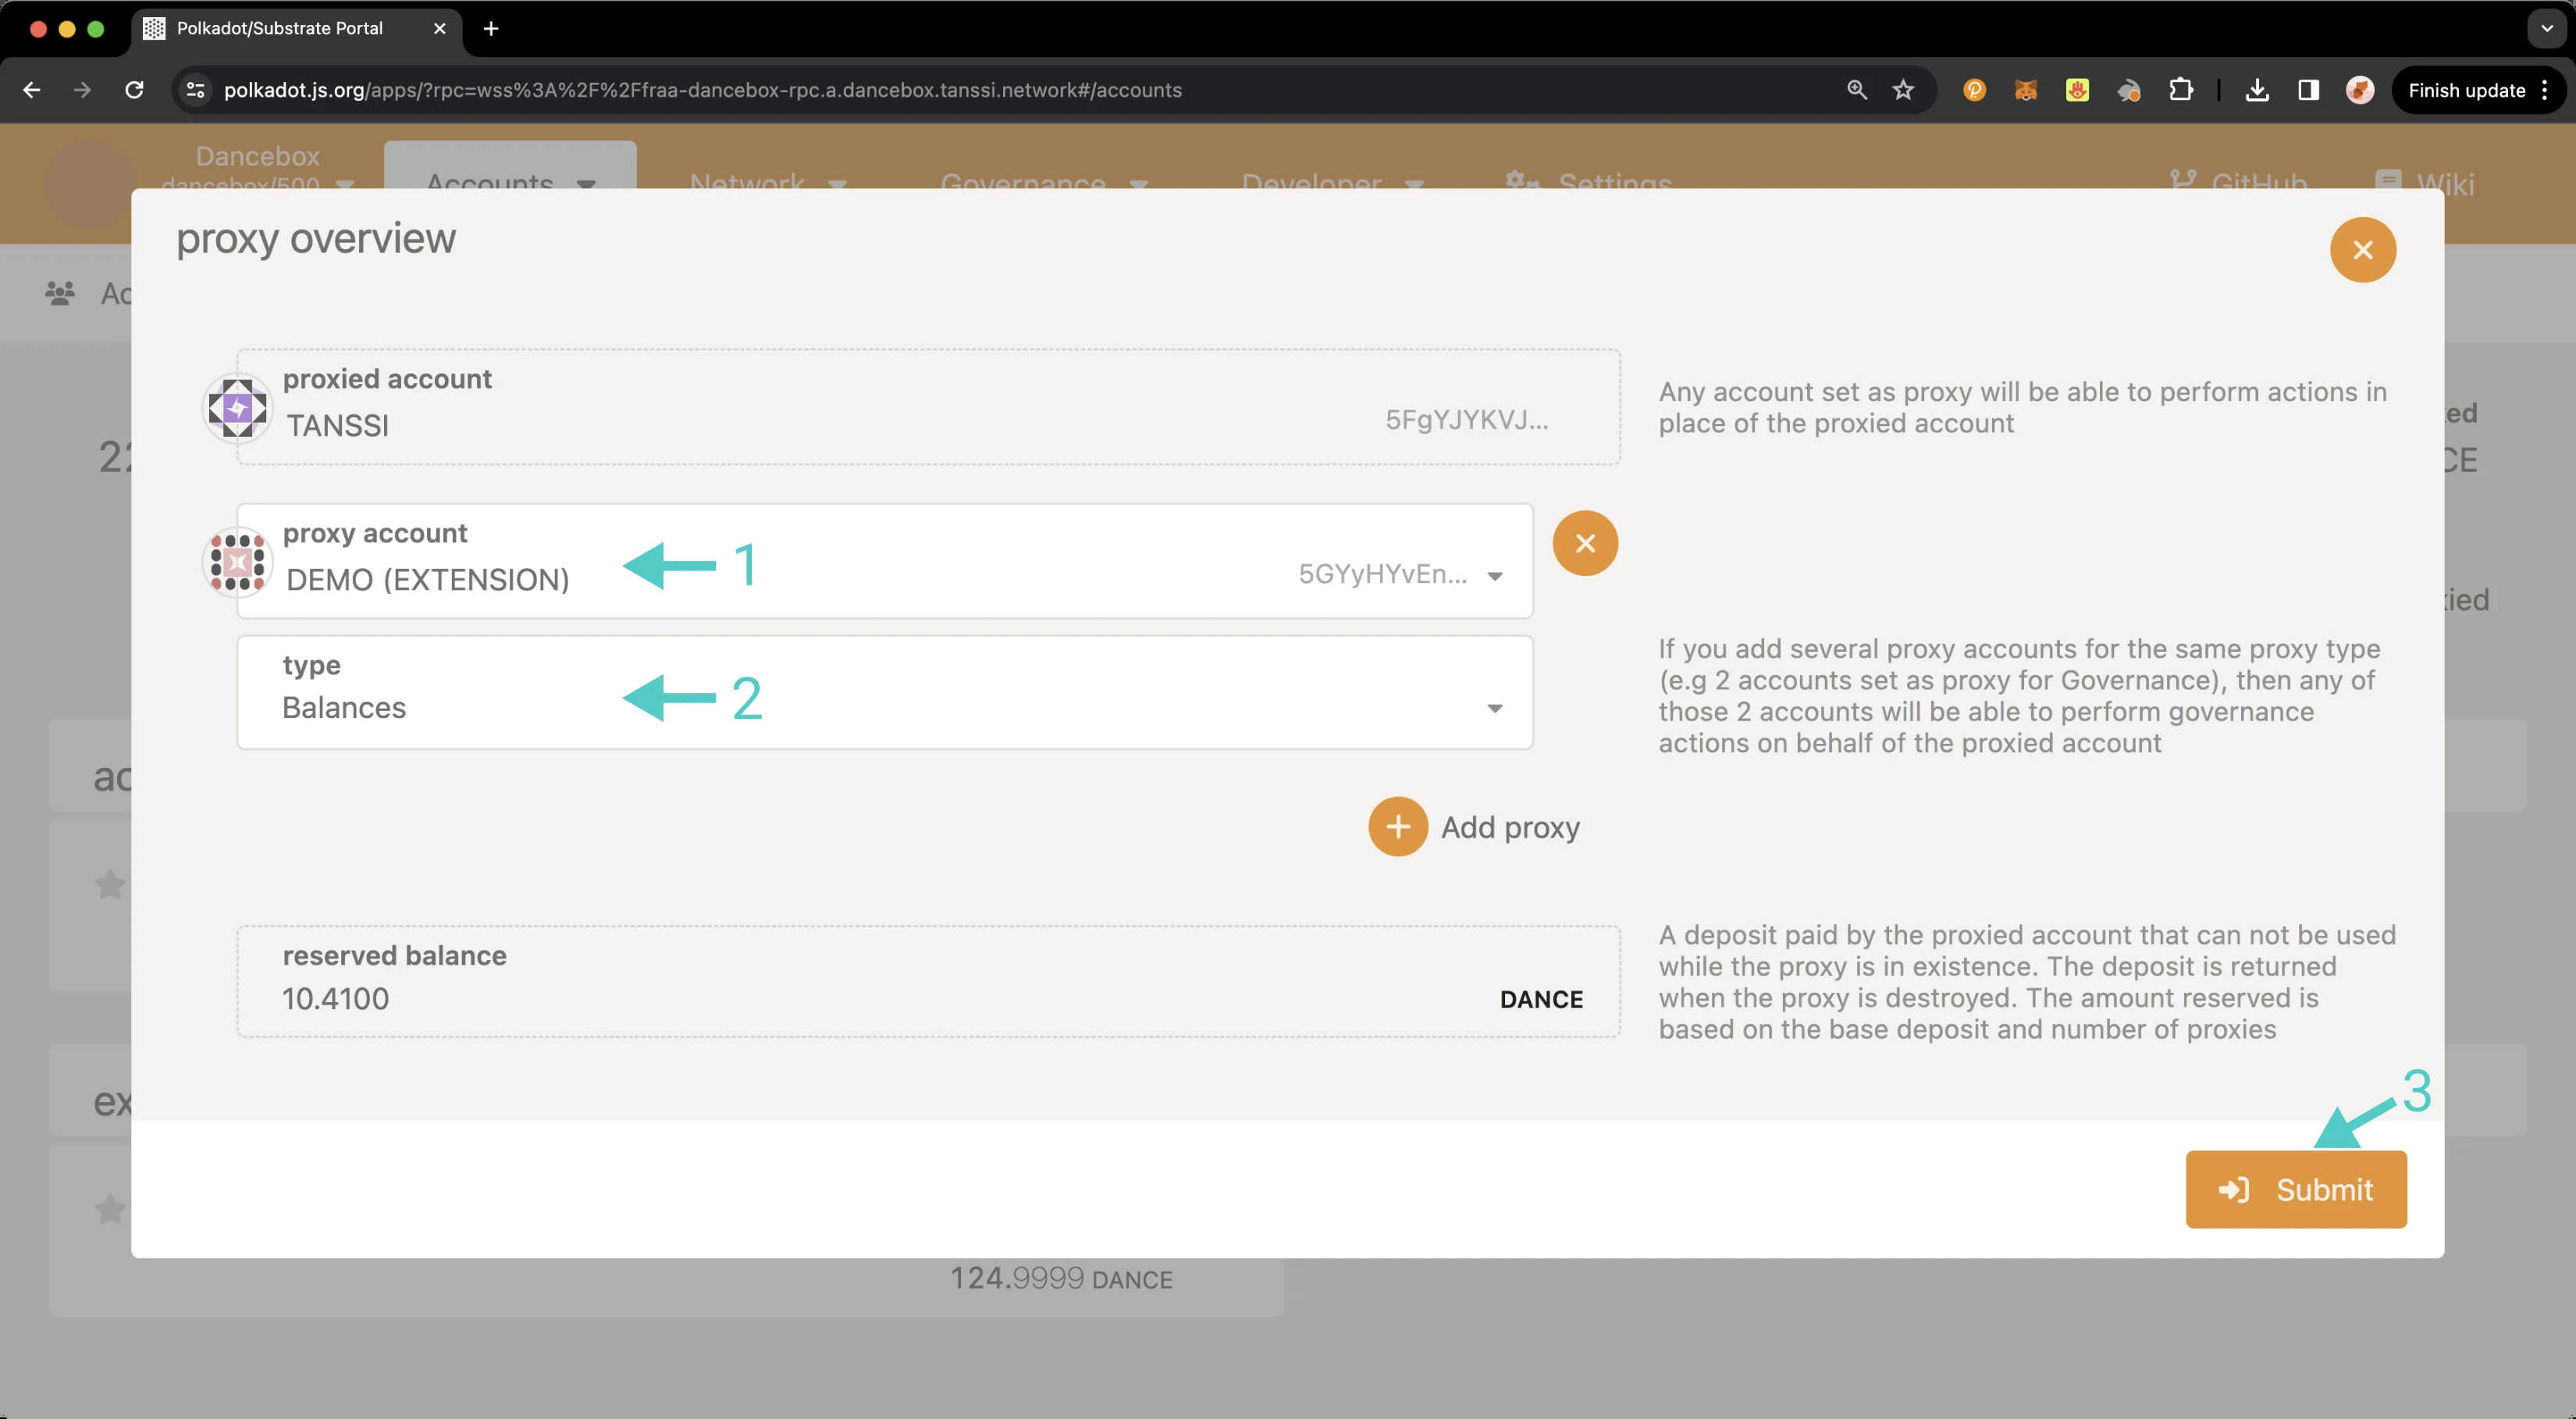 Polkadot/Substrate Portal
polkadot.js.org/apps/?rpc=wss%3A%2F%2Ffraa-dancebox-rpc.a.dancebox.tanssi.network#/accounts
Finish update
Dancebox
dancebox/500
Accounts
Network
Governance
Developer
Settings
GitHub
Wiki
proxy overview
proxied account
TANSSI
5FgYJYKVJ...
Any account set as proxy will be able to perform actions in
place of the proxied account
proxy account
DEMO (EXTENSION)
1
5GYyHYvEn...
type
Balances
2
If you add several proxy accounts for the same proxy type
(e.g 2 accounts set as proxy for Governance), then any of
those 2 accounts will be able to perform governance
actions on behalf of the proxied account
Add proxy
reserved balance
10.4100
DANCE
A deposit paid by the proxied account that can not be used
while the proxy is in existence. The deposit is returned
when the proxy is destroyed. The amount reserved is
based on the base deposit and number of proxies
3
Submit
124.9999 DANCE